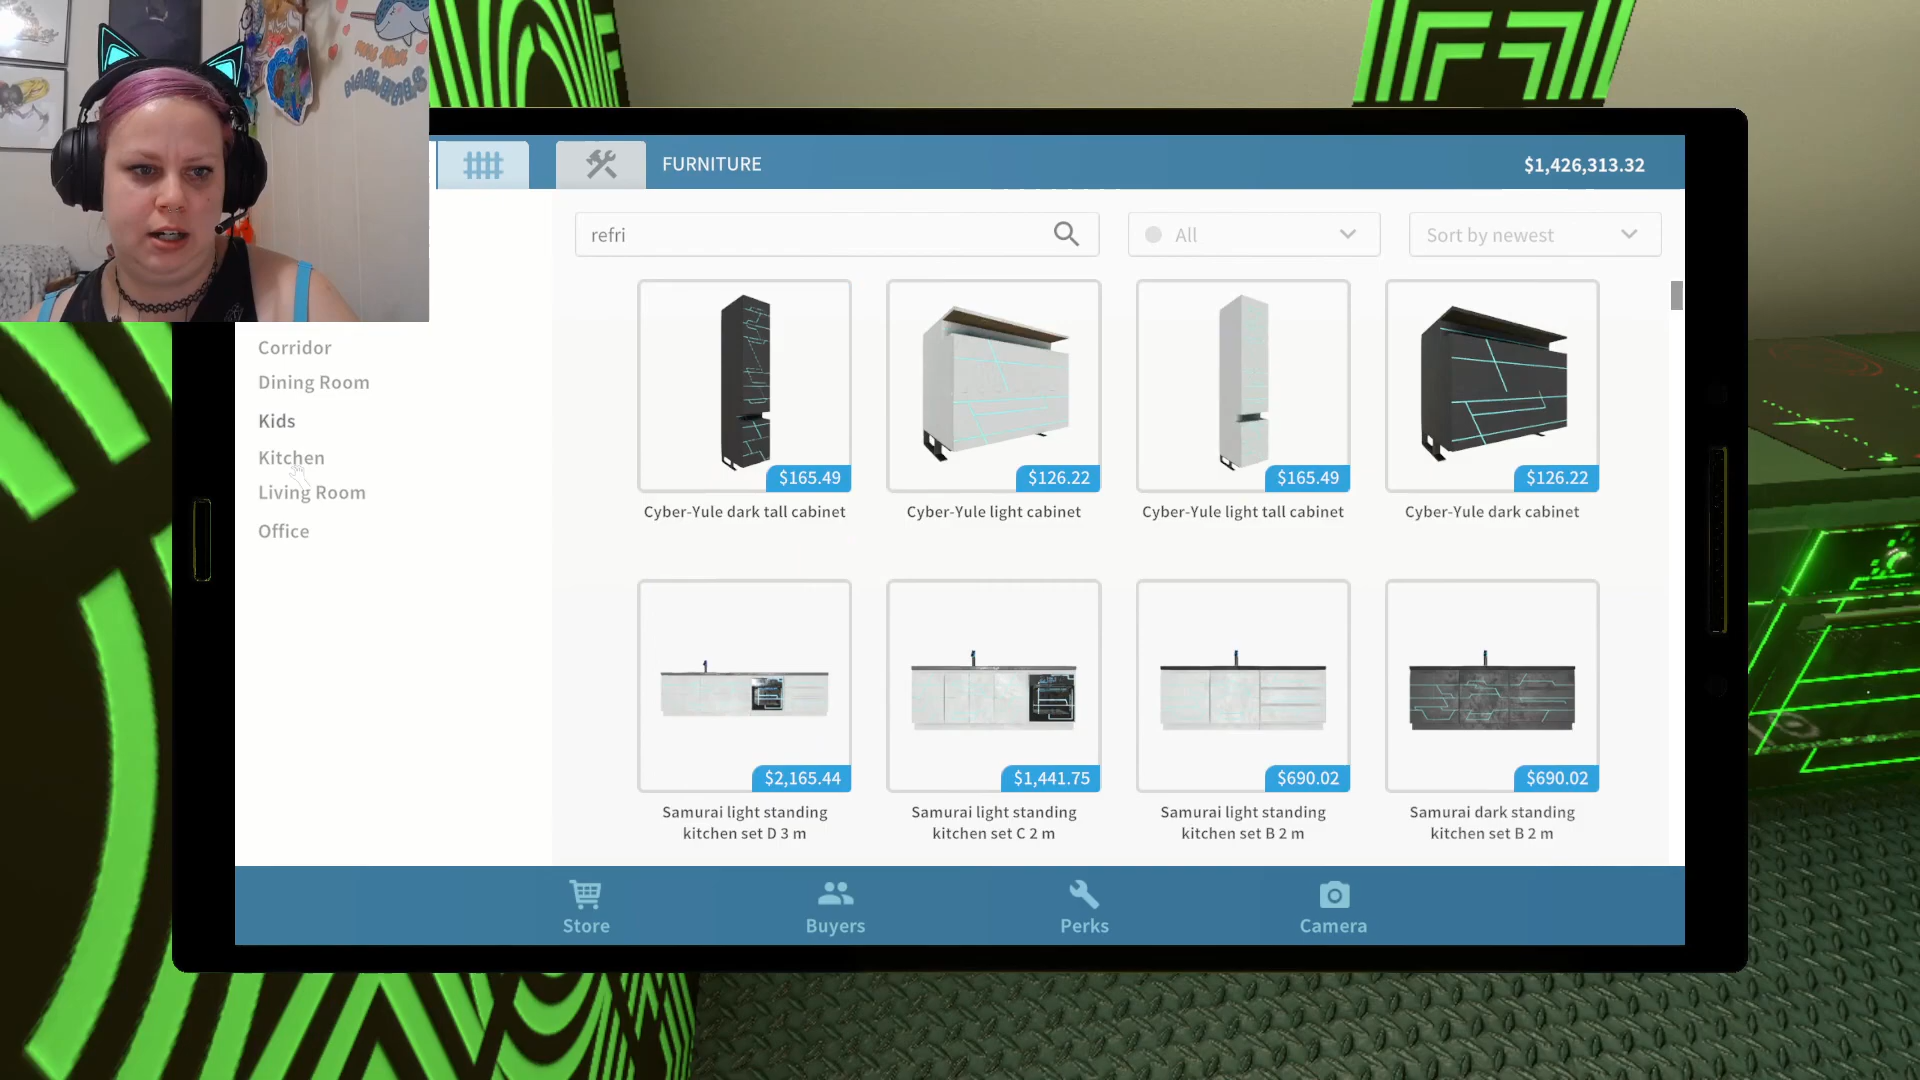 FURNITURE
$1,426,313.32
refri
All
Sort by newest
Corridor
Dining Room
Kids
Kitchen
Living Room
Office
$165.49
$126.22
$165.49
$126.22
Cyber-Yule dark tall cabinet
Cyber-Yule light cabinet
Cyber-Yule light tall cabinet
Cyber-Yule dark cabinet
$2,165.44
$1,441.75
$690.02
$690.02
Samurai light standing
kitchen set D 3 m
Samurai light standing
kitchen set C 2 m
Samurai light standing
kitchen set B 2 m
Samurai dark standing
kitchen set B 2 m
Store
Buyers
Perks
Camera